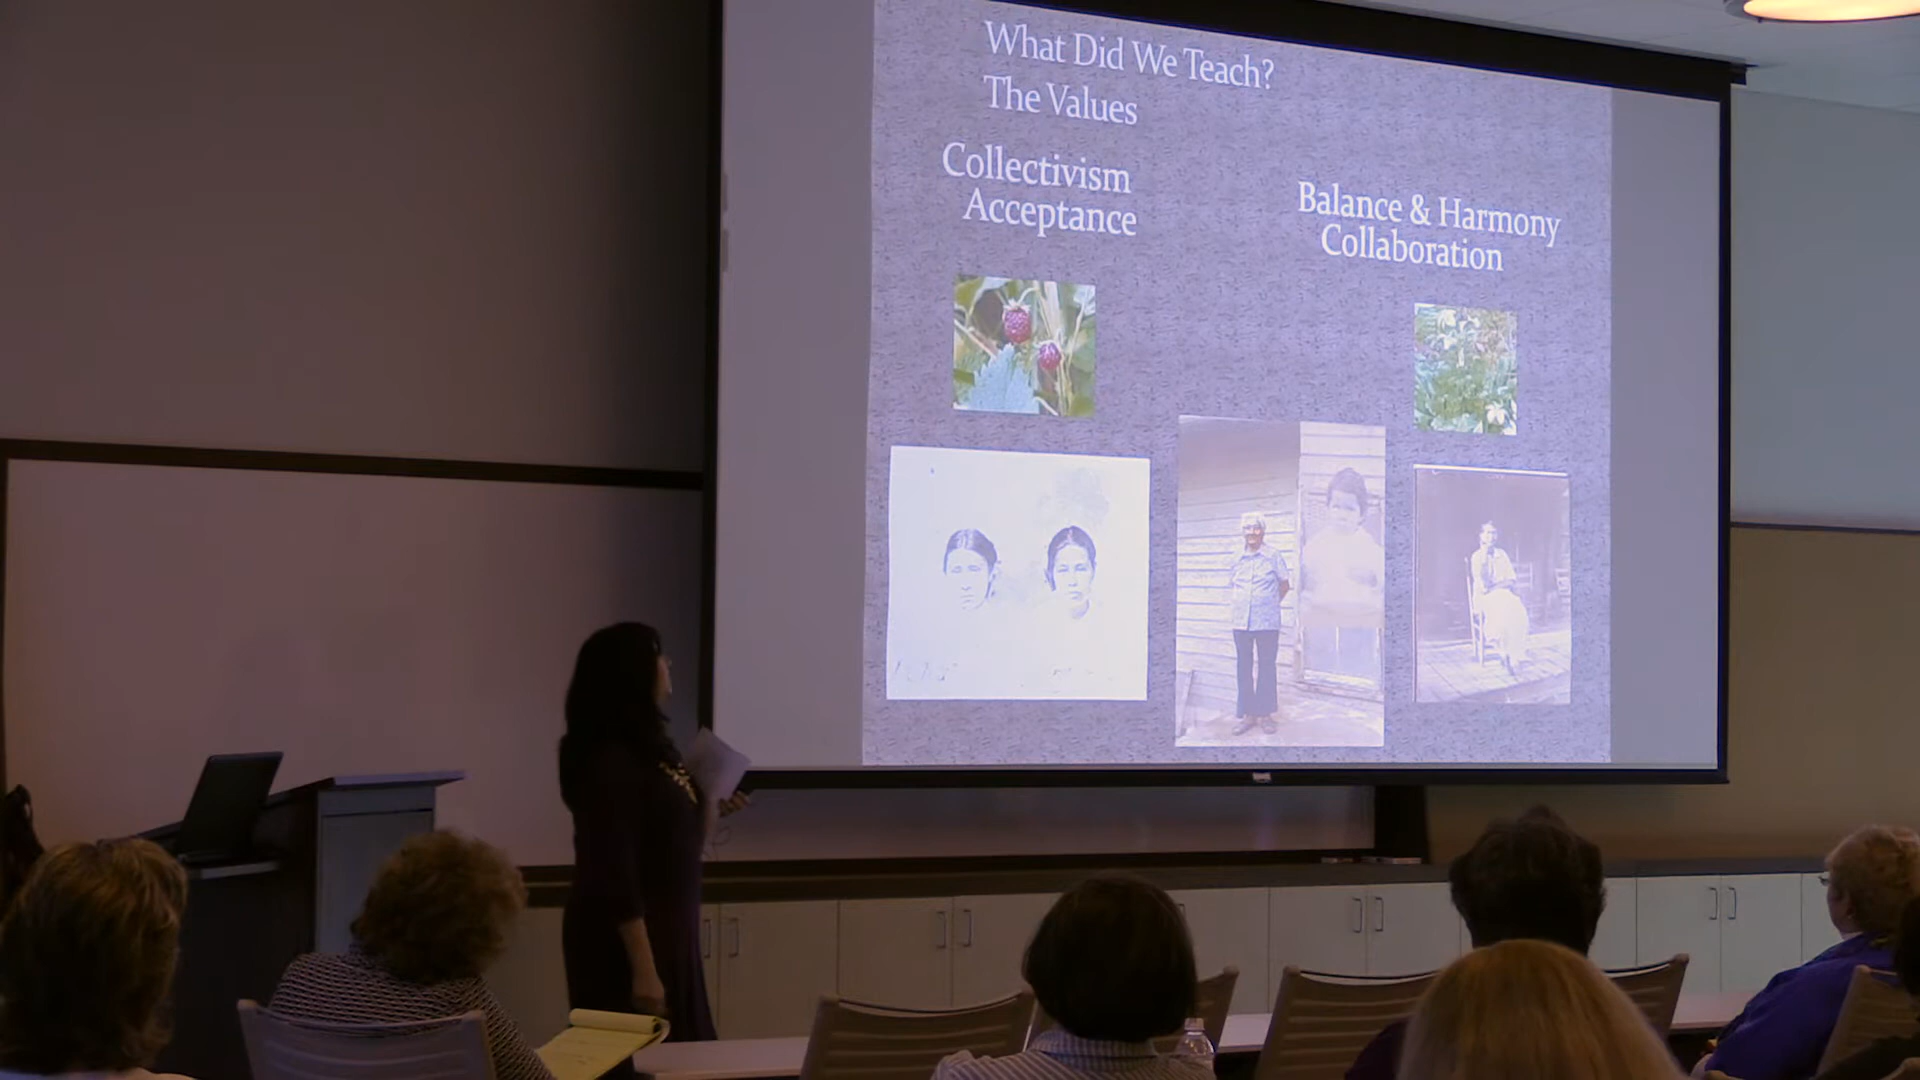 What Did We Teach?
The Values
Collectivism
Acceptance
Balance & Harmony
Collaboration